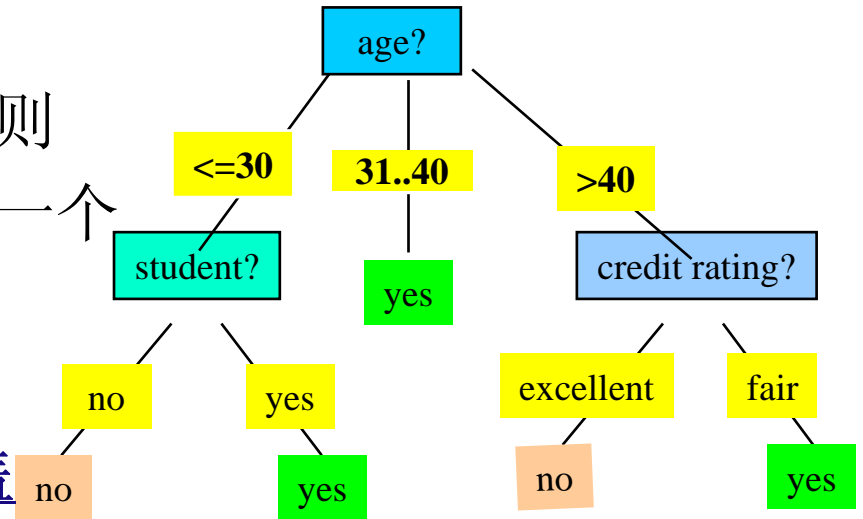 age?
则
<=30 31..40 >40
一个
student? yes credit rating?
no yes excellent fair
no yes no yes